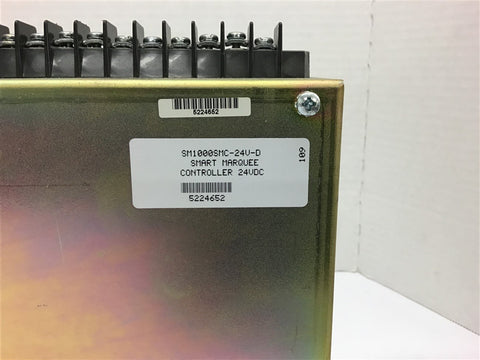 5224652
SM1000SMC-24V-D
SMART MARQUEE
CONTROLLER 24VDC
5224652
109